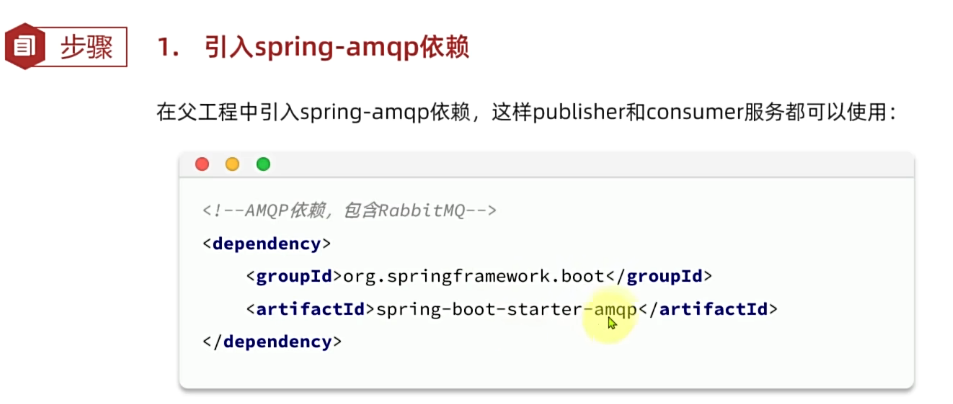 步骤
1. 引入spring-amqp依赖
在父工程中引入spring-amqp依赖，这样publisher和consumer服务都可以使用：
<!--AMQP依赖，包含RabbitMQ-->
<dependency>
    <groupId>org.springframework.boot</groupId>
    <artifactId>spring-boot-starter-amqp</artifactId>
</dependency>